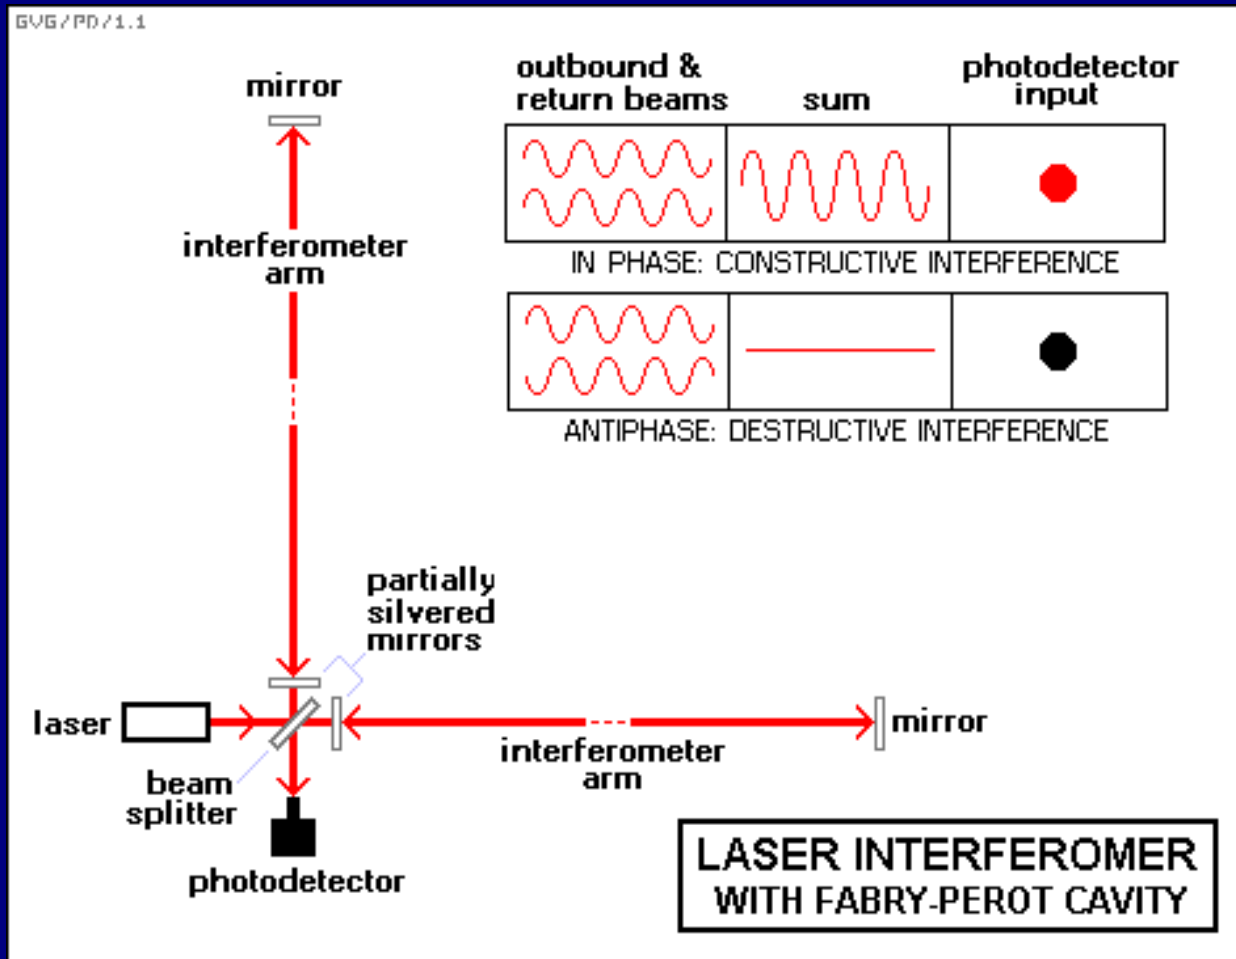 GVG/PD/1.1
mirror
outbound &
return beams
sum
photodetector
input
interferometer
arm
IN PHASE: CONSTRUCTIVE INTERFERENCE
ANTIPHASE: DESTRUCTIVE INTERFERENCE
partially
silvered
mirrors
laser
mirror
interferometer
arm
beam
splitter
photodetector
LASER INTERFEROMER
WITH FABRY-PEROT CAVITY